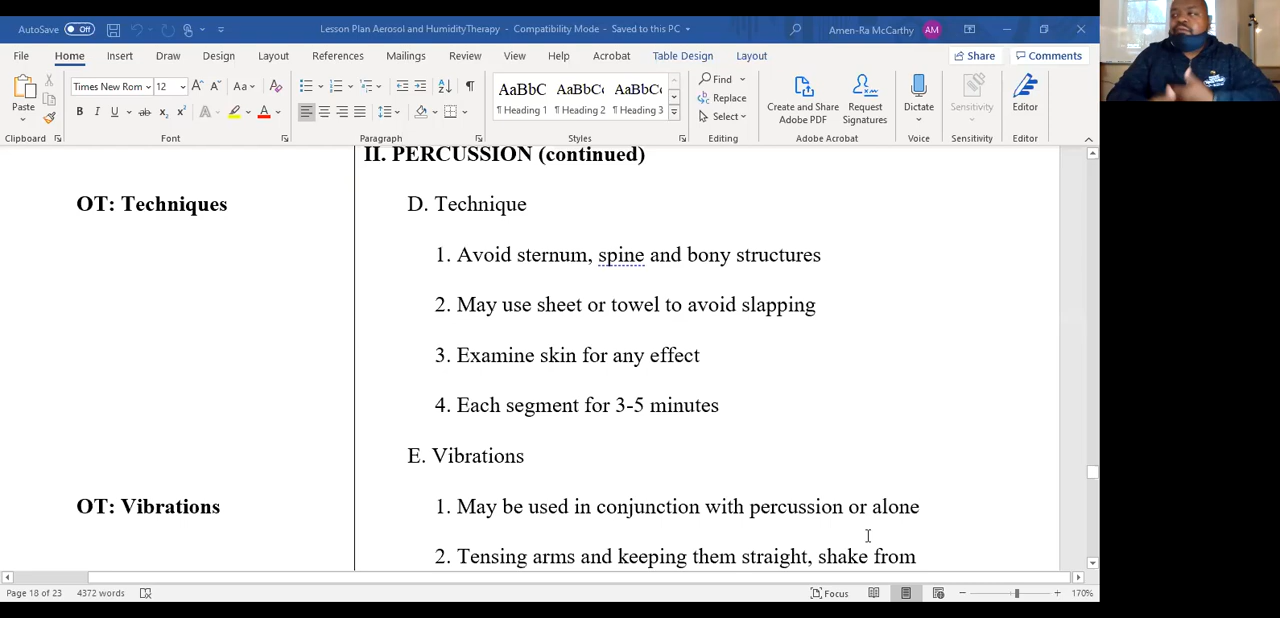 AutoSave Off
Lesson Plan Aerosol and HumidityTherapy - Compatibility Mode - Saved to this PC
Amen-Ra McCarthy AM
File Home Insert Draw Design Layout References Mailings Review View Help Acrobat Table Design Layout
Share Comments
Paste
Times New Rom 12
AaBbC AaBbC AaBbC
Heading 1 Heading 2 Heading 3
Find
Replace
Select
Create and Share Adobe PDF
Request Signatures
Dictate
Sensitivity
Editor
Clipboard Font Paragraph Styles Editing Adobe Acrobat Voice Sensitivity Editor
II. PERCUSSION (continued)
OT: Techniques
D. Technique
1. Avoid sternum, spine and bony structures
2. May use sheet or towel to avoid slapping
3. Examine skin for any effect
4. Each segment for 3-5 minutes
E. Vibrations
OT: Vibrations
1. May be used in conjunction with percussion or alone
2. Tensing arms and keeping them straight, shake from
Page 18 of 23 4372 words
Focus
170%